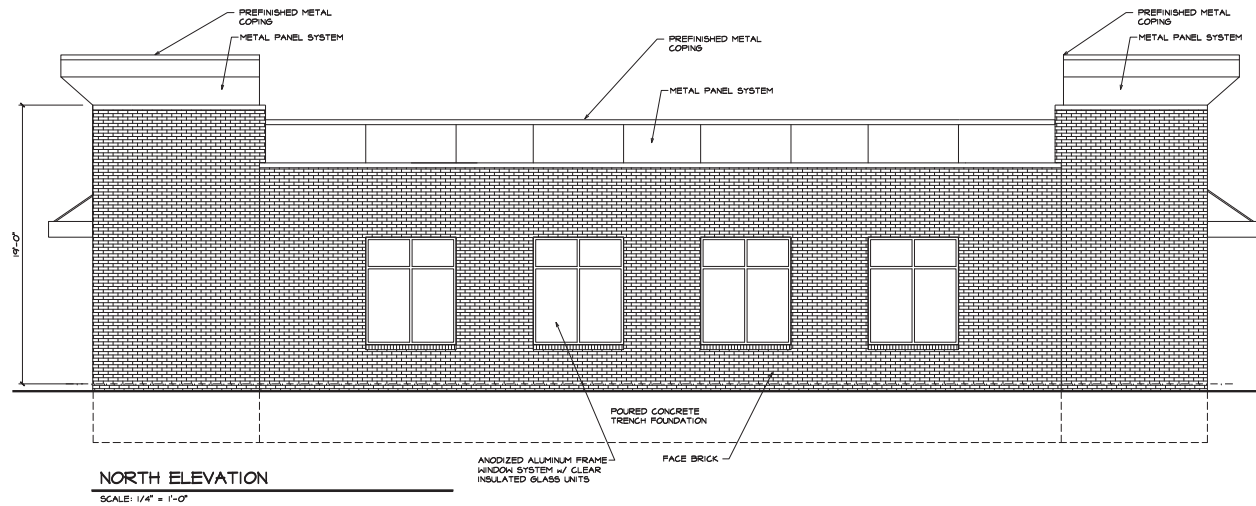 PREFINISHED METAL
COPING
METAL PANEL SYSTEM
PREFINISHED METAL
COPING
METAL PANEL SYSTEM
PREFINISHED METAL
COPING
METAL PANEL SYSTEM
19'-0"
POURED CONCRETE
TRENCH FOUNDATION
ANODIZED ALUMINUM FRAME
WINDOW SYSTEM w/ CLEAR
INSULATED GLASS UNITS
FACE BRICK
NORTH ELEVATION
SCALE: 1/4" = 1'-0"